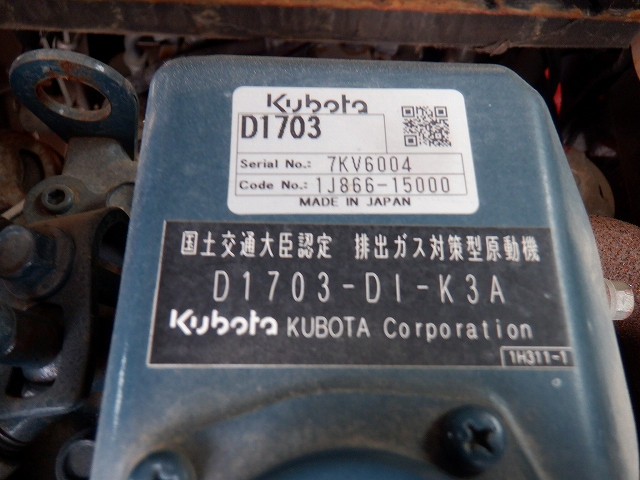 Kubota
D1703
Serial No.: 7KV6004
Code No.: 1J866-15000
MADE IN JAPAN
国土交通大臣認定 排出ガス対策型原動機
D1703-DI-K3A
Kubota KUBOTA Corporation
1H311-1